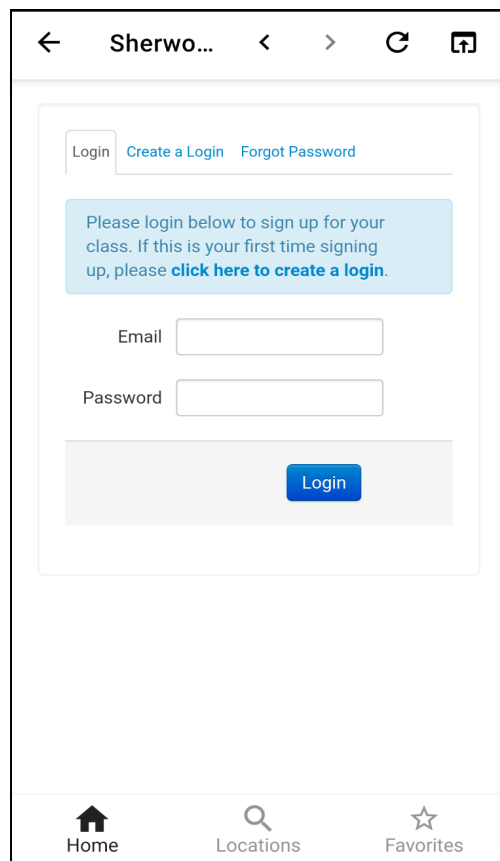 Sherwo...
Login Create a Login Forgot Password
Please login below to sign up for your
class. If this is your first time signing
up, please click here to create a login.
Email
Password
Login
Home Locations Favorites